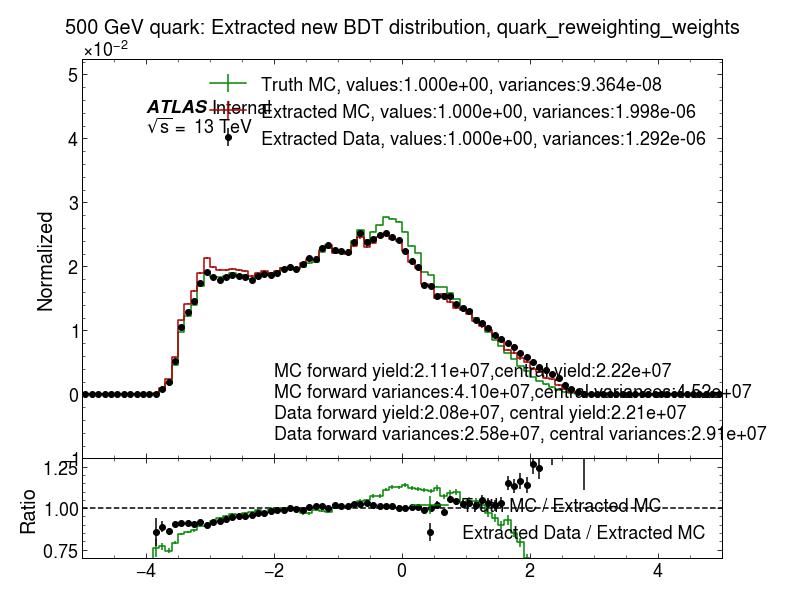 500 GeV quark: Extracted new BDT distribution, quark_reweighting_weights
×10⁻²
Truth MC, values:1.000e+00, variances:9.364e-08
ATLAS Internal
Extracted MC, values:1.000e+00, variances:1.998e-06
√s = 13 TeV
Extracted Data, values:1.000e+00, variances:1.292e-06
5
4
3
2
1
0
Normalized
MC forward yield:2.11e+07,central yield:2.22e+07
MC forward variances:4.10e+07,central variances:4.52e+07
Data forward yield:2.08e+07, central yield:2.21e+07
Data forward variances:2.58e+07, central variances:2.91e+07
1.25
1.00
0.75
Ratio
Truth MC / Extracted MC
Extracted Data / Extracted MC
−4 −2 0 2 4